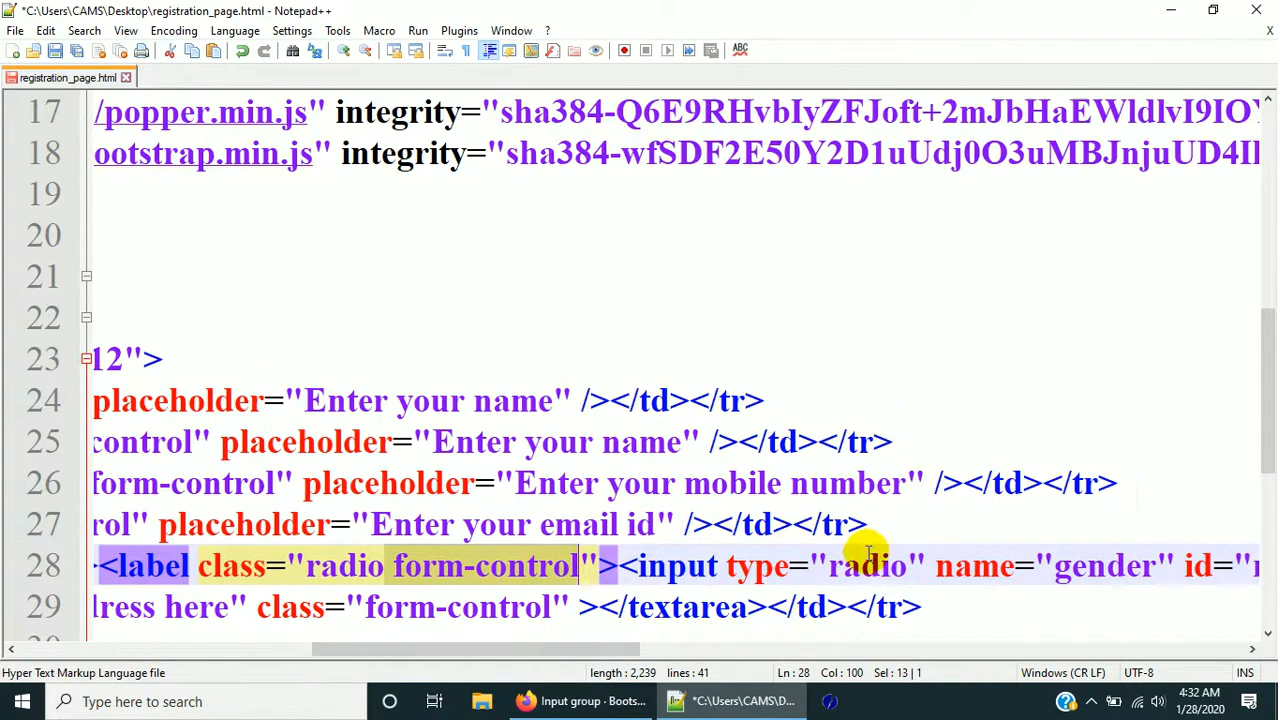 *C:\Users\CAMS\Desktop\registration_page.html - Notepad++
File Edit Search View Encoding Language Settings Tools Macro Run Plugins Window ? X
registration_page.html
17 /popper.min.js" integrity="sha384-Q6E9RHvbIyZFJoft+2mJbHaEWldlvI9IOY
18 ootstrap.min.js" integrity="sha384-wfSDF2E50Y2D1uUdj0O3uMBJnjuUD4I
19
20
21
22
23 12">
24 placeholder="Enter your name" /></td></tr>
25 control" placeholder="Enter your name" /></td></tr>
26 form-control" placeholder="Enter your mobile number" /></td></tr>
27 rol" placeholder="Enter your email id" /></td></tr>
28 ><label class="radio form-control"><input type="radio" name="gender" id="r
29 dress here" class="form-control" ></textarea></td></tr>
Hyper Text Markup Language file length : 2,239 lines : 41 Ln : 28 Col : 100 Sel : 13 | 1 Windows (CR LF) UTF-8 INS
Type here to search Input group · Boots... *C:\Users\CAMS\D... 4:32 AM
1/28/2020